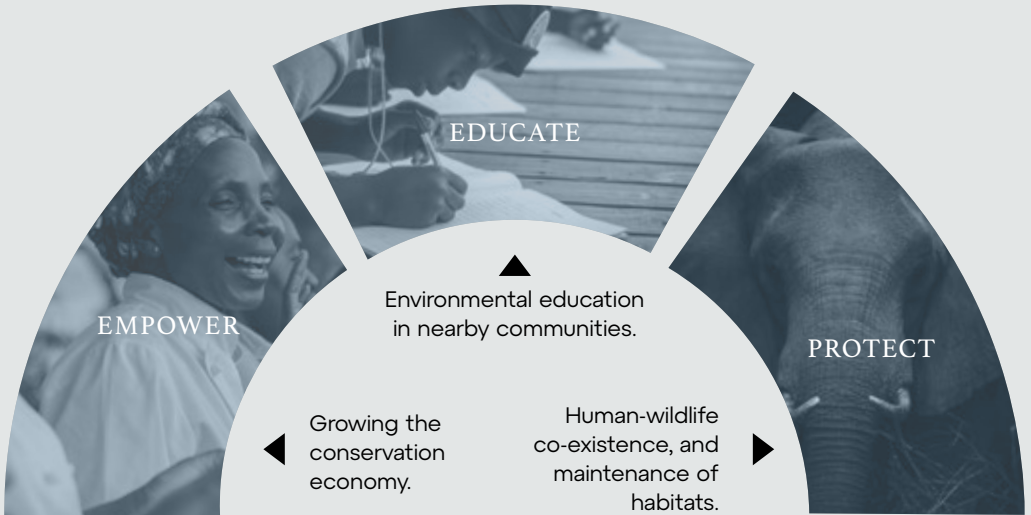 EDUCATE
EMPOWER
PROTECT
Environmental education
in nearby communities.
Growing the
conservation
economy.
Human-wildlife
co-existence, and
maintenance of
habitats.